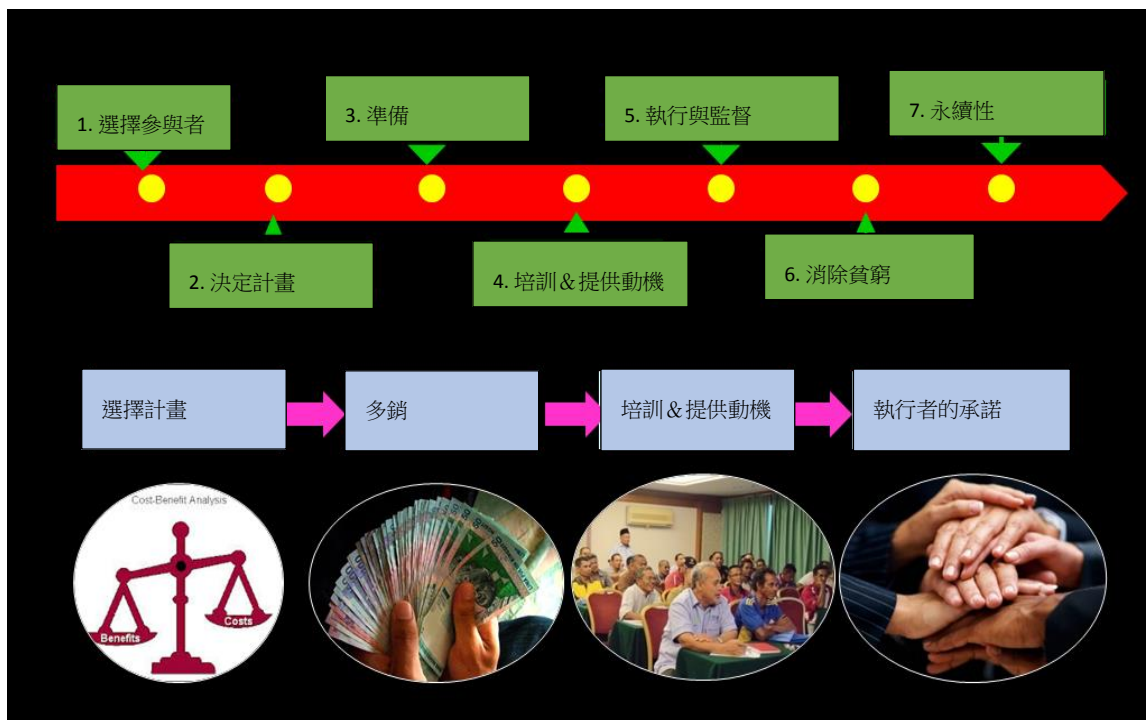 1. 選擇參與者
3. 準備
5. 執行與監督
7. 永續性
2. 決定計畫
4. 培訓＆提供動機
6. 消除貧窮
選擇計畫
多銷
培訓＆提供動機
執行者的承諾
Cost-Benefit Analysis
Benefits
Costs